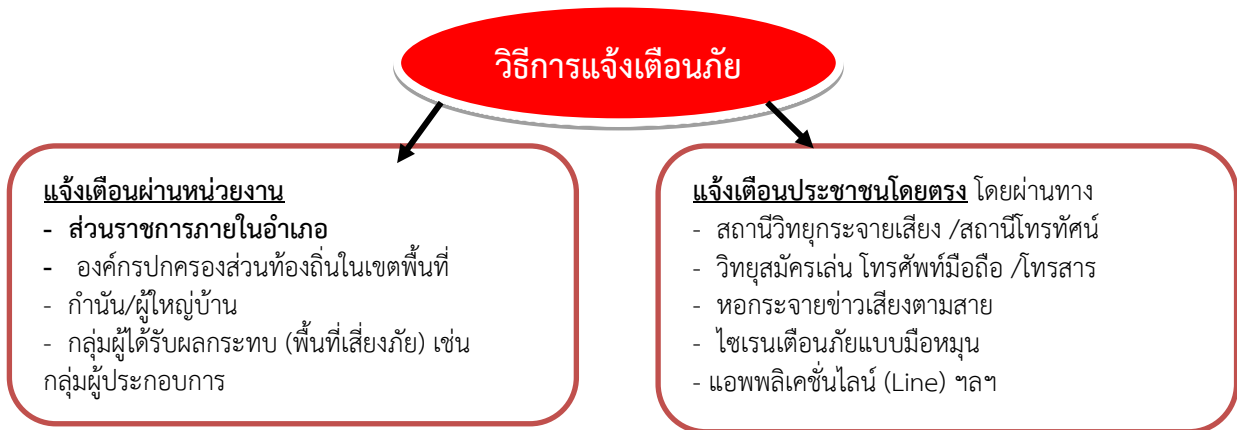 วิธีการแจ้งเตือนภัย
แจ้งเตือนผ่านหน่วยงาน
- ส่วนราชการภายในอำเภอ
- องค์กรปกครองส่วนท้องถิ่นในเขตพื้นที่
- กำนัน/ผู้ใหญ่บ้าน
- กลุ่มผู้ได้รับผลกระทบ (พื้นที่เสี่ยงภัย) เช่น
กลุ่มผู้ประกอบการ
แจ้งเตือนประชาชนโดยตรง โดยผ่านทาง
- สถานีวิทยุกระจายเสียง /สถานีโทรทัศน์
- วิทยุสมัครเล่น โทรศัพท์มือถือ /โทรสาร
- หอกระจายข่าวเสียงตามสาย
- ไซเรนเตือนภัยแบบมือหมุน
- แอพพลิเคชั่นไลน์ (Line) ฯลฯ